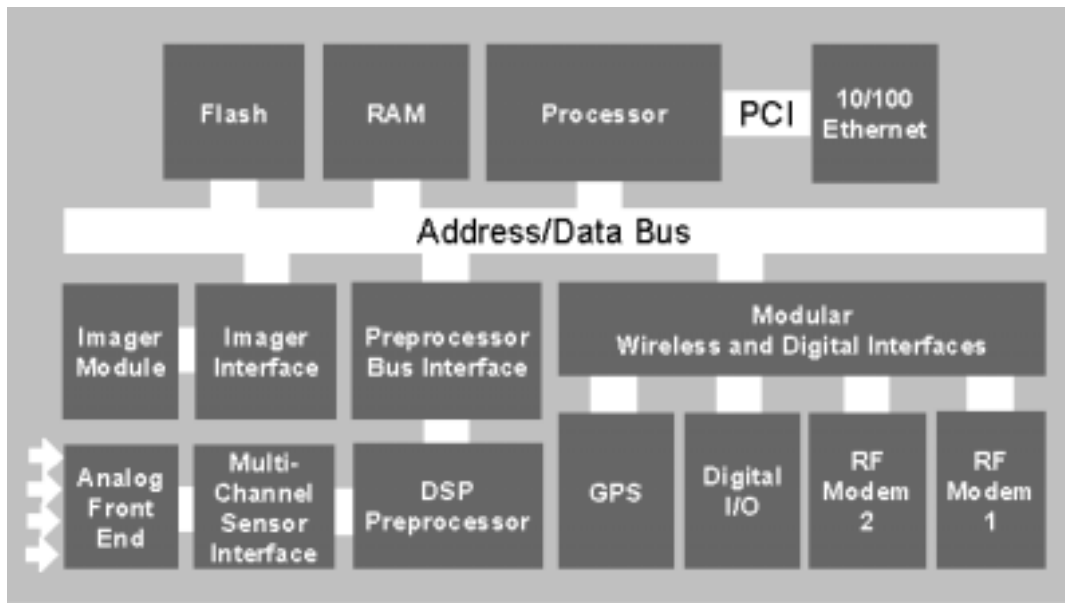 Flash
RAM
Processor
PCI
10/100
Ethernet
Address/Data Bus
Imager
Module
Imager
Interface
Preprocessor
Bus Interface
Modular
Wireless and Digital Interfaces
Analog
Front
End
Multi-
Channel
Sensor
Interface
DSP
Preprocessor
GPS
Digital
I/O
RF
Modem
2
RF
Modem
1